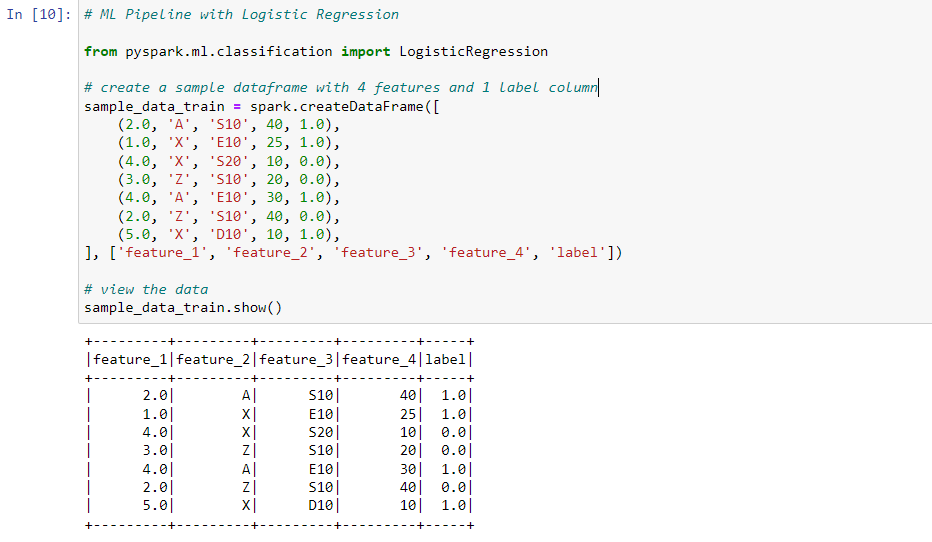 In [10]: # ML Pipeline with Logistic Regression
from pyspark.ml.classification import LogisticRegression
# create a sample dataframe with 4 features and 1 label column
sample_data_train = spark.createDataFrame([
(2.0, 'A', 'S10', 40, 1.0),
(1.0, 'X', 'E10', 25, 1.0),
(4.0, 'X', 'S20', 10, 0.0),
(3.0, 'Z', 'S10', 20, 0.0),
(4.0, 'A', 'E10', 30, 1.0),
(2.0, 'Z', 'S10', 40, 0.0),
(5.0, 'X', 'D10', 10, 1.0),
], ['feature_1', 'feature_2', 'feature_3', 'feature_4', 'label'])
# view the data
sample_data_train.show()
+---------+---------+---------+---------+-----+
|feature_1|feature_2|feature_3|feature_4|label|
+---------+---------+---------+---------+-----+
|      2.0|        A|      S10|       40|  1.0|
|      1.0|        X|      E10|       25|  1.0|
|      4.0|        X|      S20|       10|  0.0|
|      3.0|        Z|      S10|       20|  0.0|
|      4.0|        A|      E10|       30|  1.0|
|      2.0|        Z|      S10|       40|  0.0|
|      5.0|        X|      D10|       10|  1.0|
+---------+---------+---------+---------+-----+